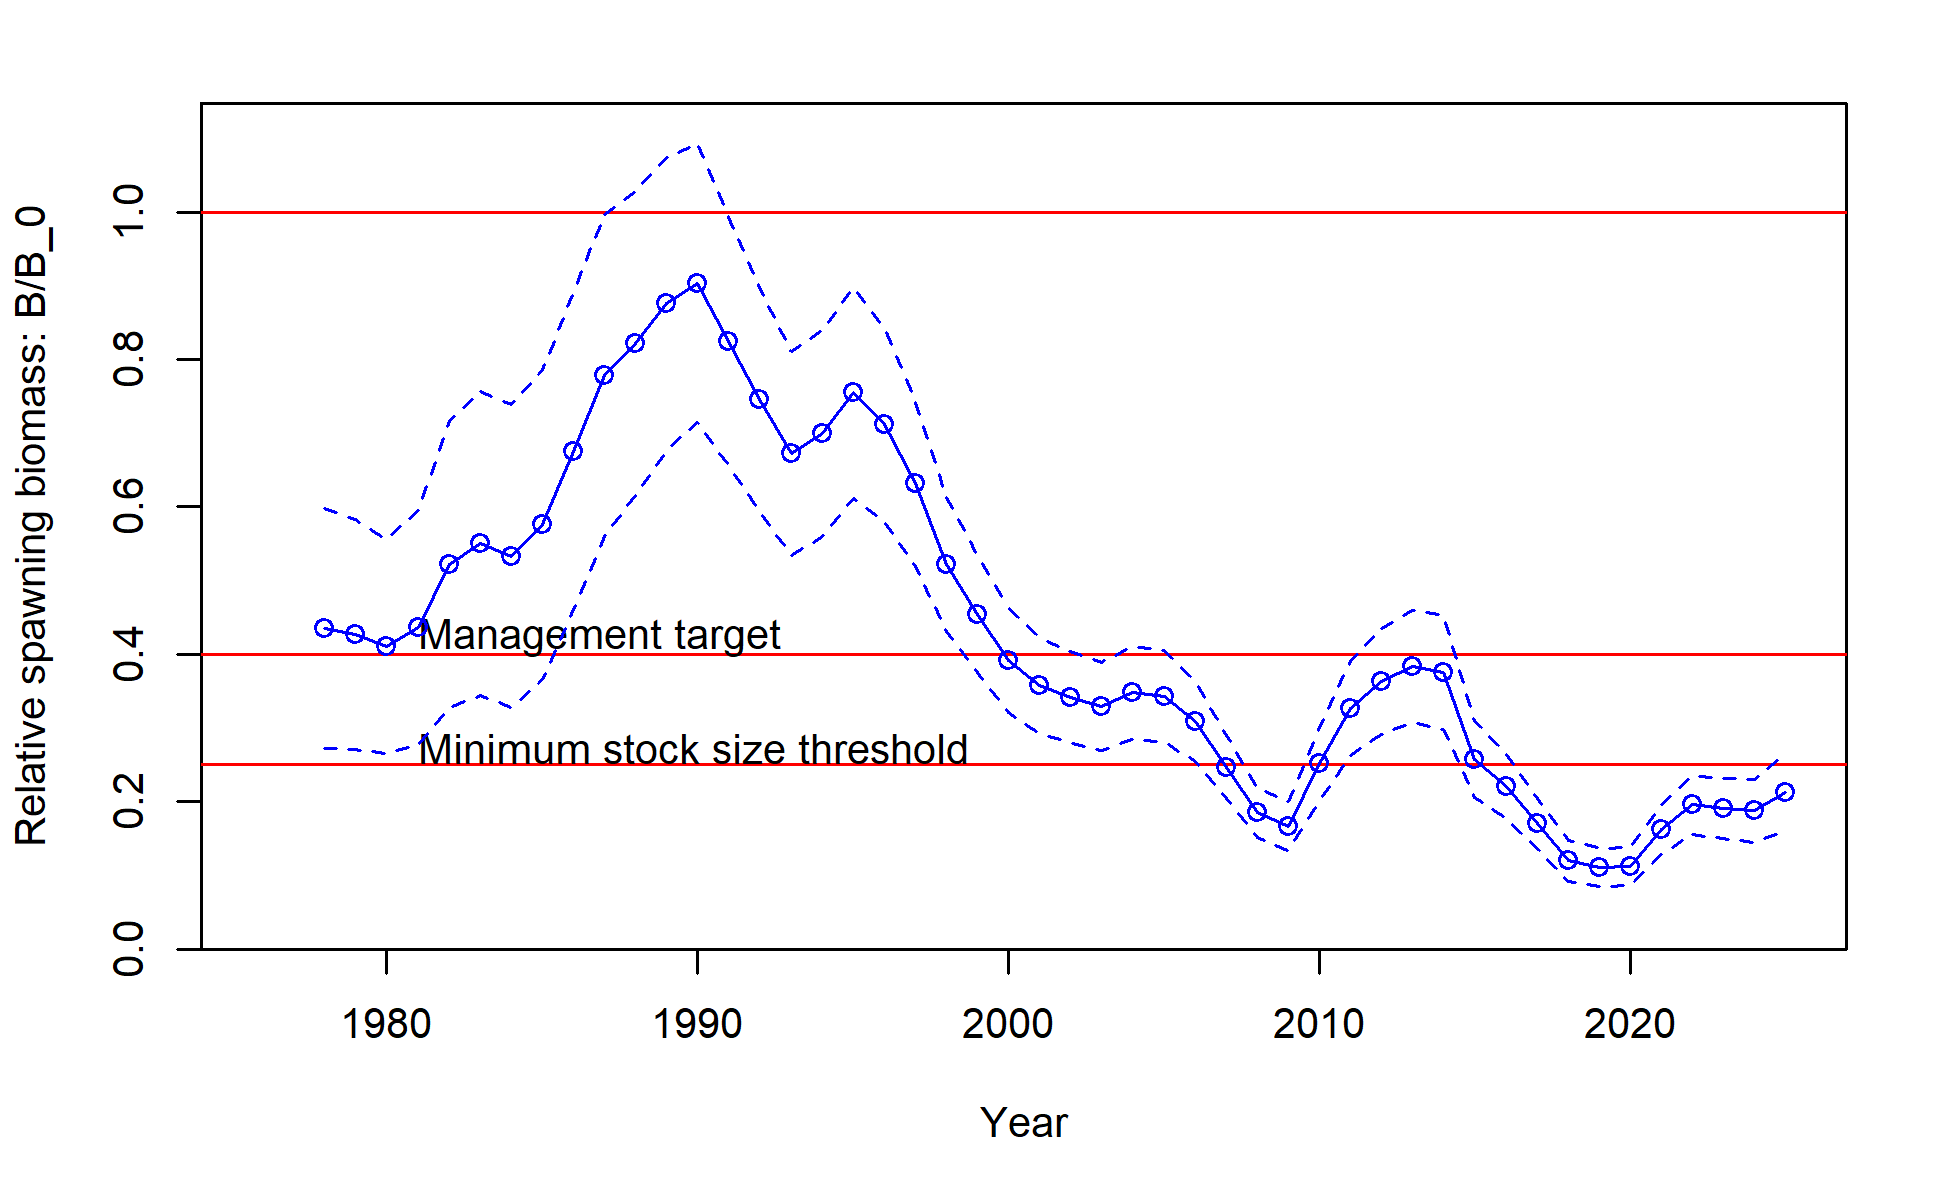 Relative spawning biomass: B/B_0
1.0
0.8
0.6
0.4
0.2
0.0
Management target
Minimum stock size threshold
1980 1990 2000 2010 2020
Year